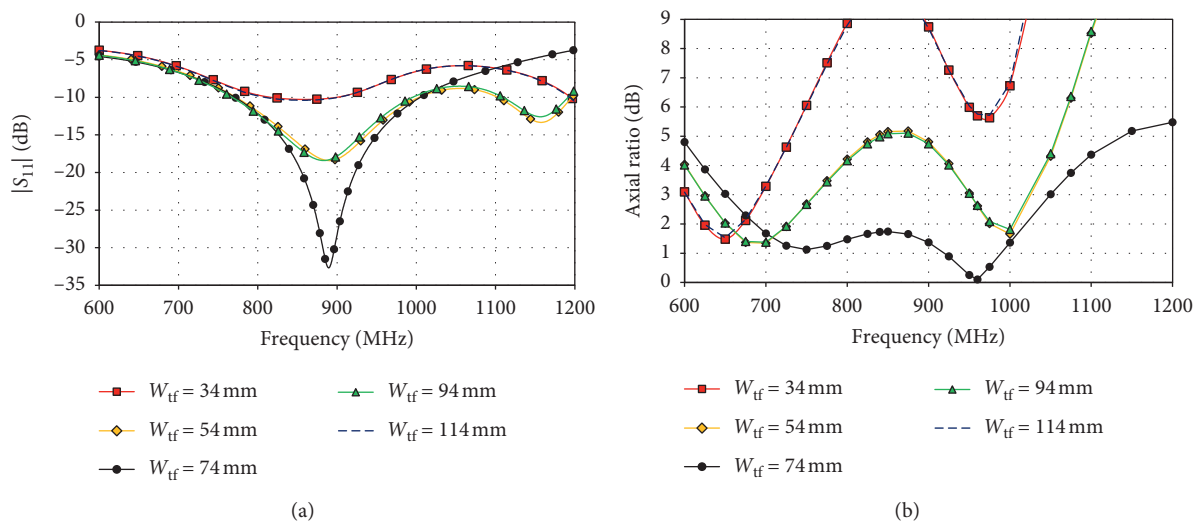 0
−5
−10
−15
−20
−25
−30
−35
|S11| (dB)
600 700 800 900 1000 1100 1200
Frequency (MHz)
Wtf = 34 mm
Wtf = 94 mm
Wtf = 54 mm
Wtf = 114 mm
Wtf = 74 mm
(a)
9
8
7
6
5
4
3
2
1
0
Axial ratio (dB)
600 700 800 900 1000 1100 1200
Frequency (MHz)
Wtf = 34 mm
Wtf = 94 mm
Wtf = 54 mm
Wtf = 114 mm
Wtf = 74 mm
(b)